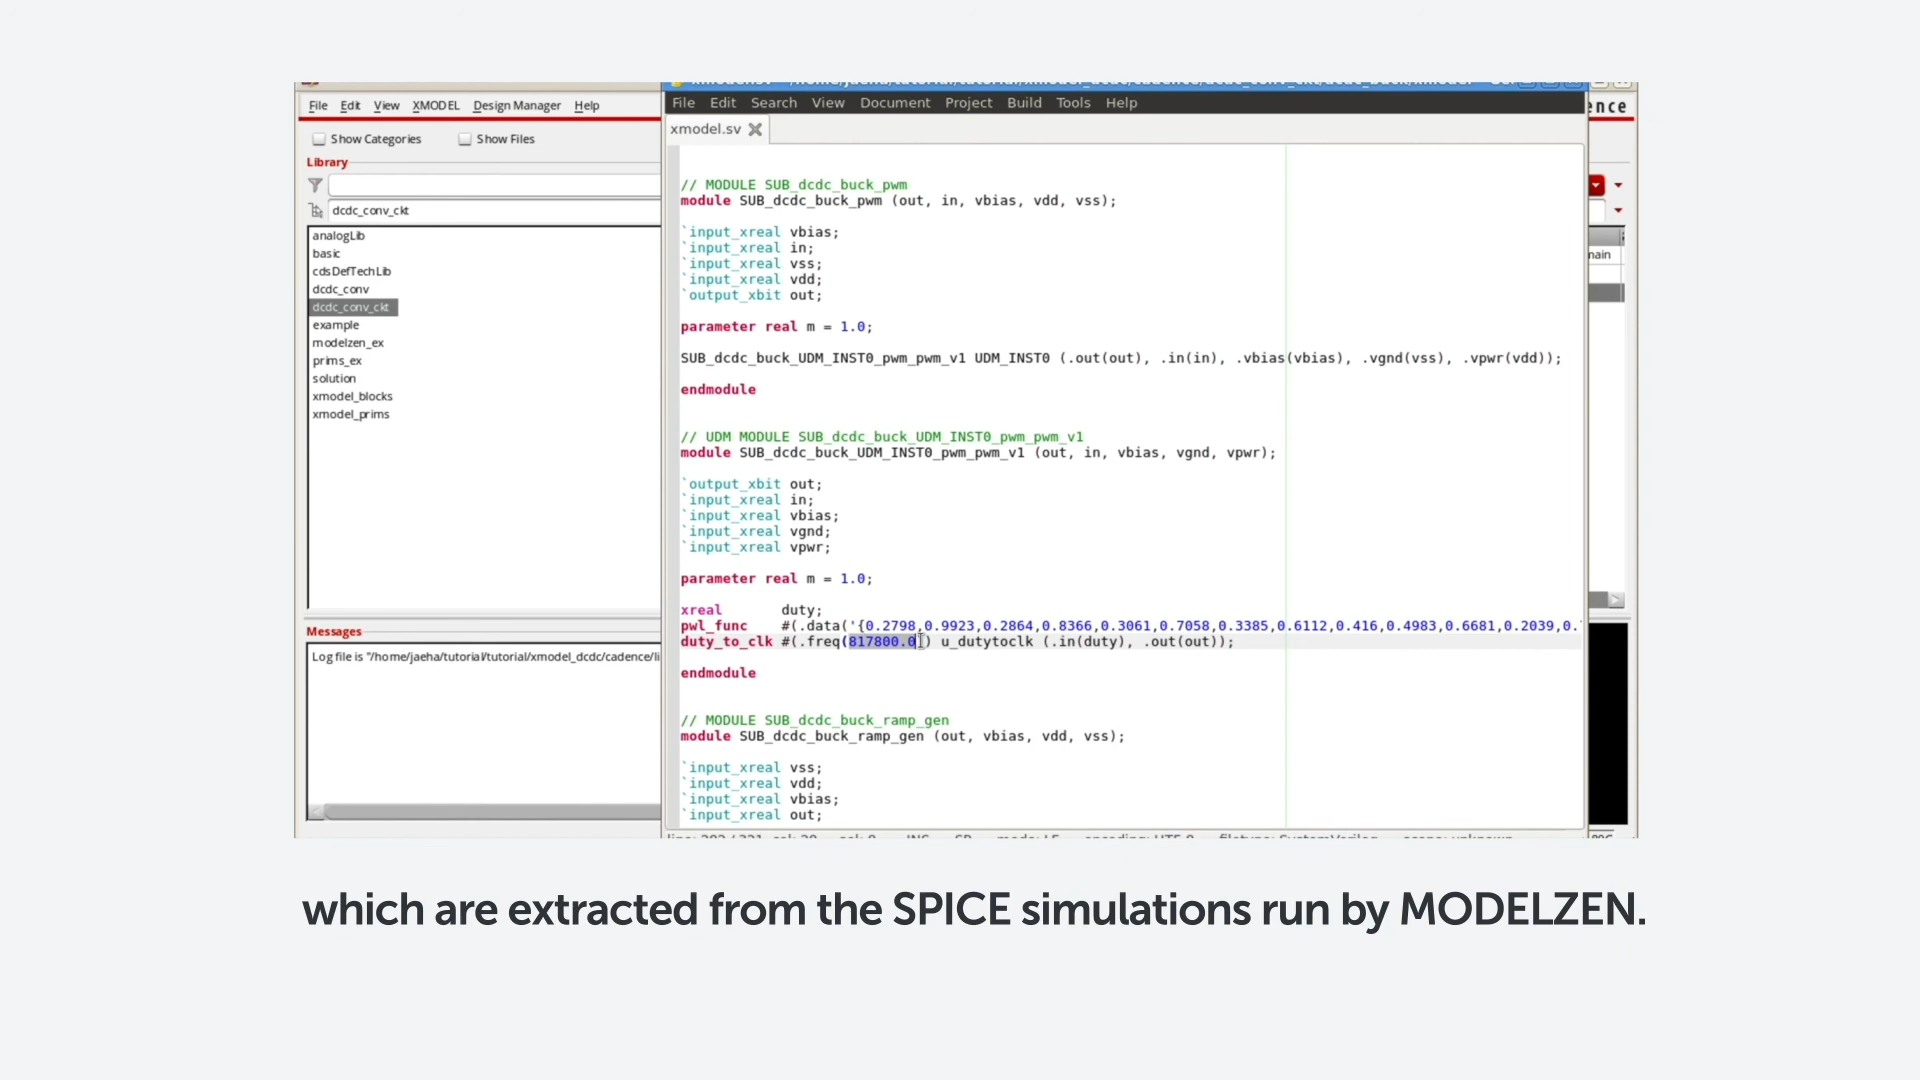 File Edit View XMODEL Design Manager Help
Show Categories Show Files
Library
dcdc_conv_ckt
analogLib
basic
cdsDefTechLib
dcdc_conv
dcdc_conv_ckt
example
modelzen_ex
prims_ex
solution
xmodel_blocks
xmodel_prims
Messages
Log file is "/home/jaeha/tutorial/tutorial/xmodel_dcdc/cadence/li
File Edit Search View Document Project Build Tools Help
xmodel.sv
// MODULE SUB_dcdc_buck_pwm
module SUB_dcdc_buck_pwm (out, in, vbias, vdd, vss);
`input_xreal vbias;
`input_xreal in;
`input_xreal vss;
`input_xreal vdd;
`output_xbit out;
parameter real m = 1.0;
SUB_dcdc_buck_UDM_INST0_pwm_pwm_v1 UDM_INST0 (.out(out), .in(in), .vbias(vbias), .vgnd(vss), .vpwr(vdd));
endmodule
// UDM MODULE SUB_dcdc_buck_UDM_INST0_pwm_pwm_v1
module SUB_dcdc_buck_UDM_INST0_pwm_pwm_v1 (out, in, vbias, vgnd, vpwr);
`output_xbit out;
`input_xreal in;
`input_xreal vbias;
`input_xreal vgnd;
`input_xreal vpwr;
parameter real m = 1.0;
xreal duty;
pwl_func #(.data('{0.2798,0.9923,0.2864,0.8366,0.3061,0.7058,0.3385,0.6112,0.416,0.4983,0.6681,0.2039,0.
duty_to_clk #(.freq(817800.0)) u_dutytoclk (.in(duty), .out(out));
endmodule
// MODULE SUB_dcdc_buck_ramp_gen
module SUB_dcdc_buck_ramp_gen (out, vbias, vdd, vss);
`input_xreal vss;
`input_xreal vdd;
`input_xreal vbias;
`input_xreal out;
ence
main
which are extracted from the SPICE simulations run by MODELZEN.